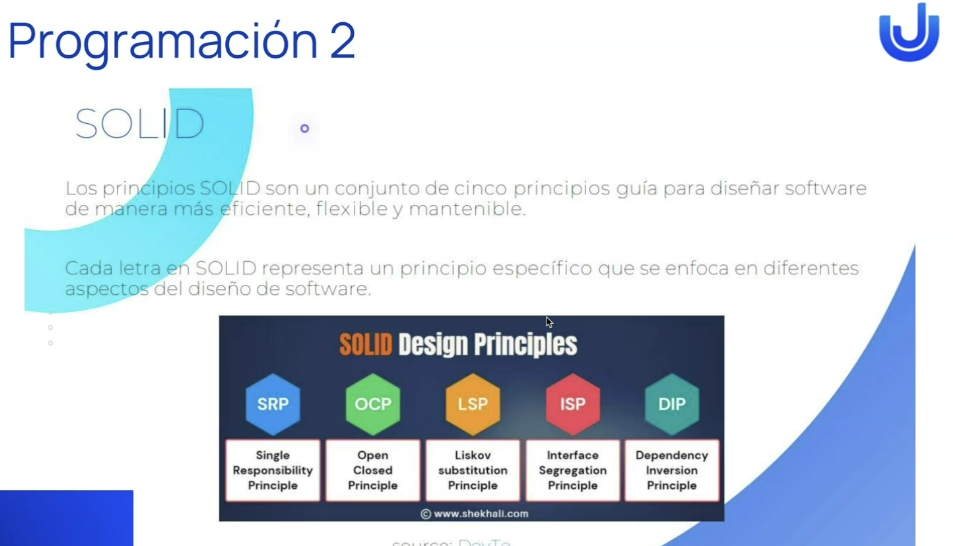 Programación 2
SOLID
Los principios SOLID son un conjunto de cinco principios guía para diseñar software
de manera más eficiente, flexible y mantenible.
Cada letra en SOLID representa un principio específico que se enfoca en diferentes
aspectos del diseño de software.
SOLID Design Principles
SRP OCP LSP ISP DIP
Single Responsibility Principle
Open Closed Principle
Liskov substitution Principle
Interface Segregation Principle
Dependency Inversion Principle
© www.shekhali.com
source: DevTo